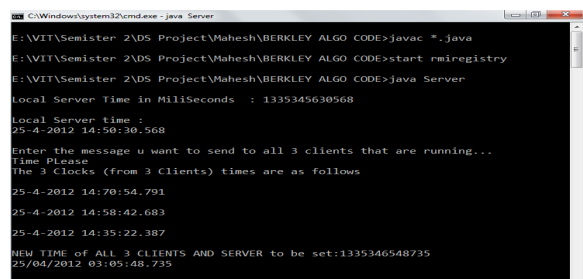 C:\Windows\system32\cmd.exe - java Server
E:\VIT\Semister 2\DS Project\Mahesh\BERKLEY ALGO CODE>javac *.java
E:\VIT\Semister 2\DS Project\Mahesh\BERKLEY ALGO CODE>start rmiregistry
E:\VIT\Semister 2\DS Project\Mahesh\BERKLEY ALGO CODE>java Server
Local Server Time in MiliSeconds  : 1335345630568
Local Server time :
25-4-2012 14:50:30.568
Enter the message u want to send to all 3 clients that are running...
Time PLease
The 3 Clocks (from 3 Clients) times are as follows
25-4-2012 14:70:54.791
25-4-2012 14:58:42.683
25-4-2012 14:35:22.387
NEW TIME of ALL 3 CLIENTS AND SERVER to be set:1335346548735
25/04/2012 03:05:48.735